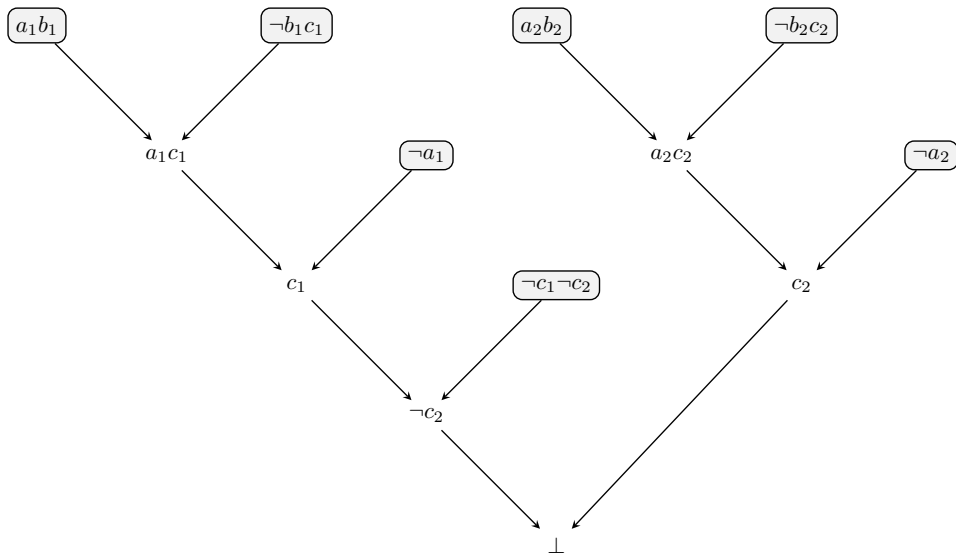 a₁b₁ ¬b₁c₁ a₂b₂ ¬b₂c₂
a₁c₁ ¬a₁ a₂c₂ ¬a₂
c₁ ¬c₁¬c₂ c₂
¬c₂
⊥